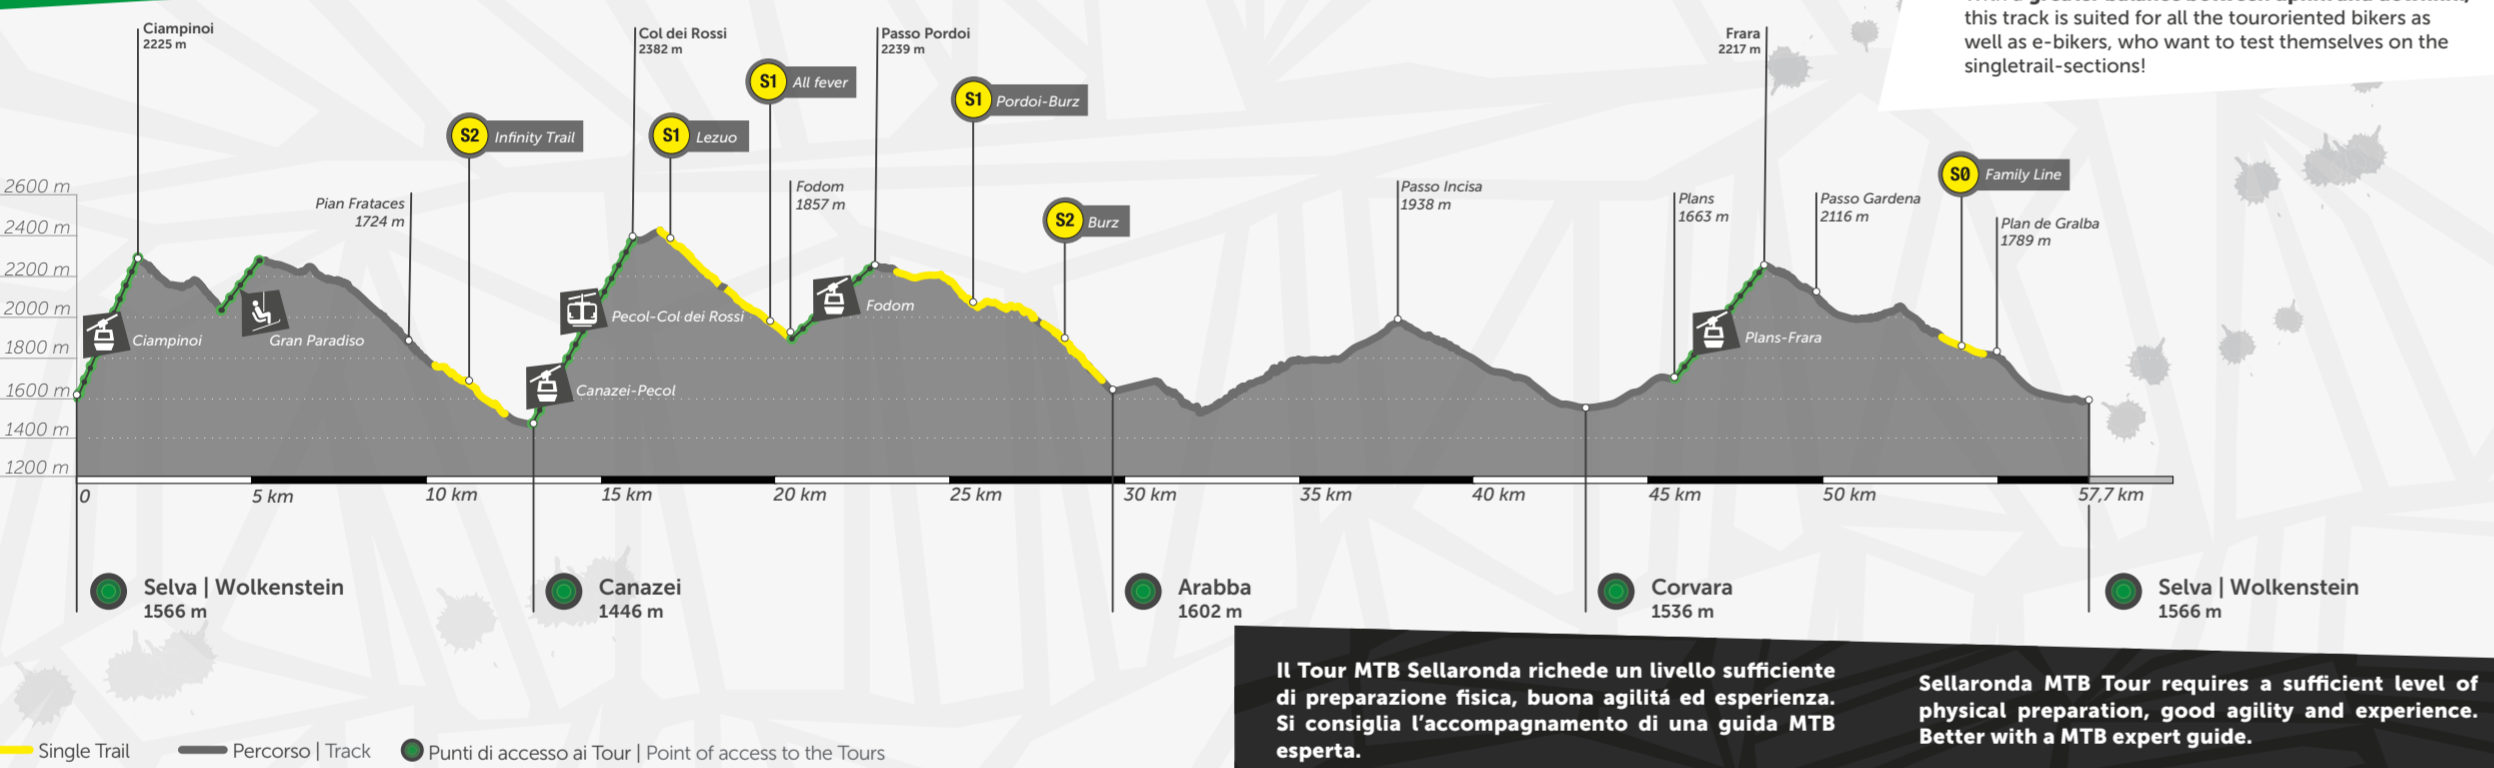 With a greater balance between uphill and downhill,
this track is suited for all the touroriented bikers as
well as e-bikers, who want to test themselves on the
singletrail-sections!
Ciampinoi
2225 m
Col dei Rossi
2382 m
Passo Pordoi
2239 m
Frara
2217 m
S1 All fever
S1 Pordoi-Burz
S2 Infinity Trail
S1 Lezuo
SØ Family Line
Pian Frataces
1724 m
Fodom
1857 m
S2 Burz
Passo Incisa
1938 m
Plans
1663 m
Passo Gardena
2116 m
Plan de Gralba
1789 m
2600 m
2400 m
2200 m
2000 m
1800 m
1600 m
1400 m
1200 m
Ciampinoi
Gran Paradiso
Pecol-Col dei Rossi
Canazei-Pecol
Fodom
Plans-Frara
0
5 km
10 km
15 km
20 km
25 km
30 km
35 km
40 km
45 km
50 km
57,7 km
Selva | Wolkenstein
1566 m
Canazei
1446 m
Arabba
1602 m
Corvara
1536 m
Selva | Wolkenstein
1566 m
Il Tour MTB Sellaronda richede un livello sufficiente
di preparazione fisica, buona agilitá ed esperienza.
Si consiglia l'accompagnamento di una guida MTB
esperta.
Sellaronda MTB Tour requires a sufficient level of
physical preparation, good agility and experience.
Better with a MTB expert guide.
Single Trail
Percorso | Track
Punti di accesso ai Tour | Point of access to the Tours